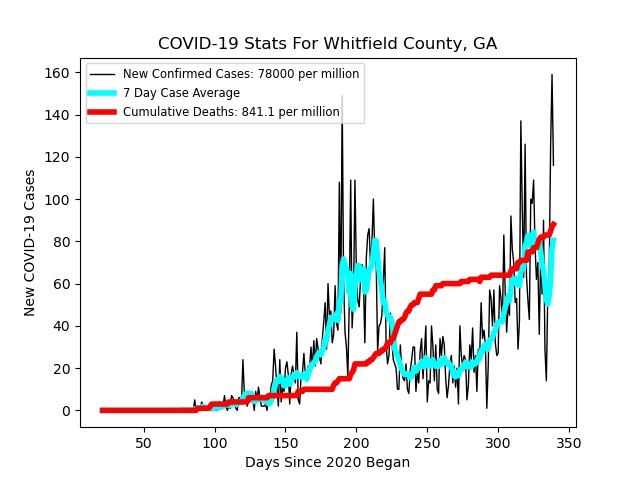 COVID-19 Stats For Whitfield County, GA
New Confirmed Cases: 78000 per million
7 Day Case Average
Cumulative Deaths: 841.1 per million
New COVID-19 Cases
160
140
120
100
80
60
40
20
0
50 100 150 200 250 300 350
Days Since 2020 Began